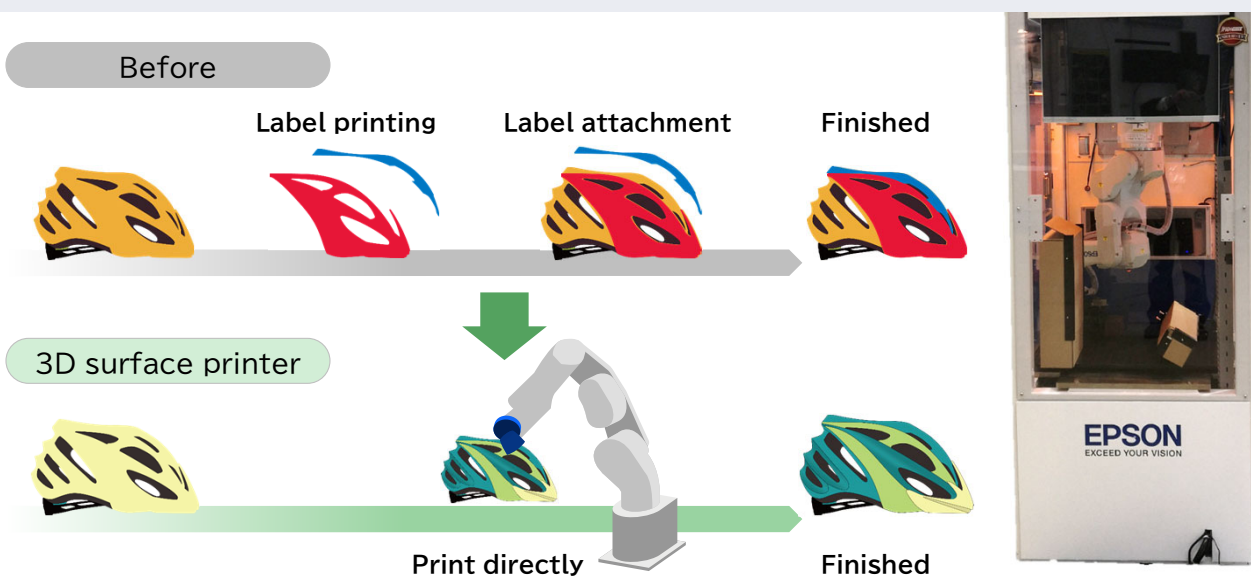 Before
Label printing
Label attachment
Finished
3D surface printer
Print directly
Finished
EPSON
EXCEED YOUR VISION